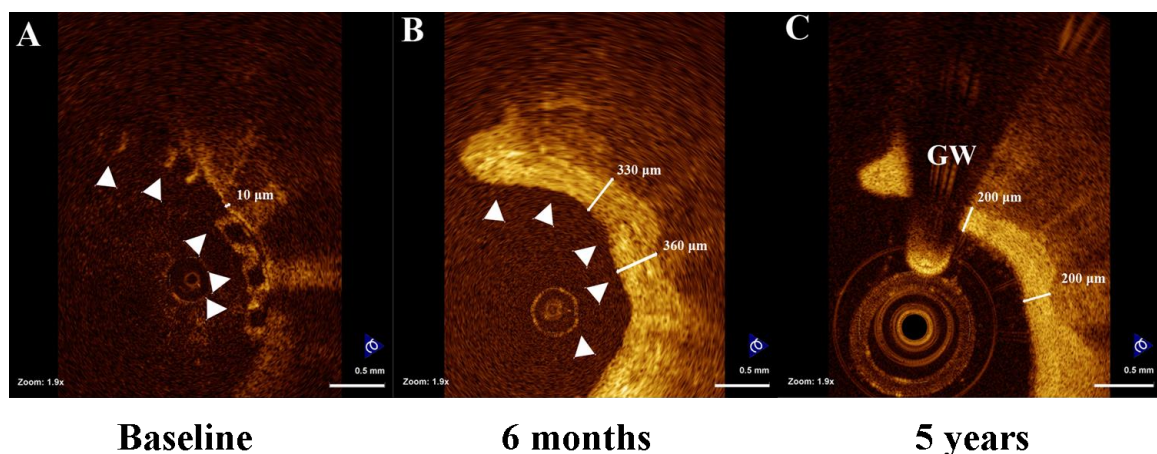 A
B
C
GW
10 μm
330 μm
360 μm
200 μm
200 μm
Zoom: 1.9x
0.5 mm
Zoom: 1.9x
0.5 mm
Zoom: 1.9x
0.5 mm
Baseline
6 months
5 years